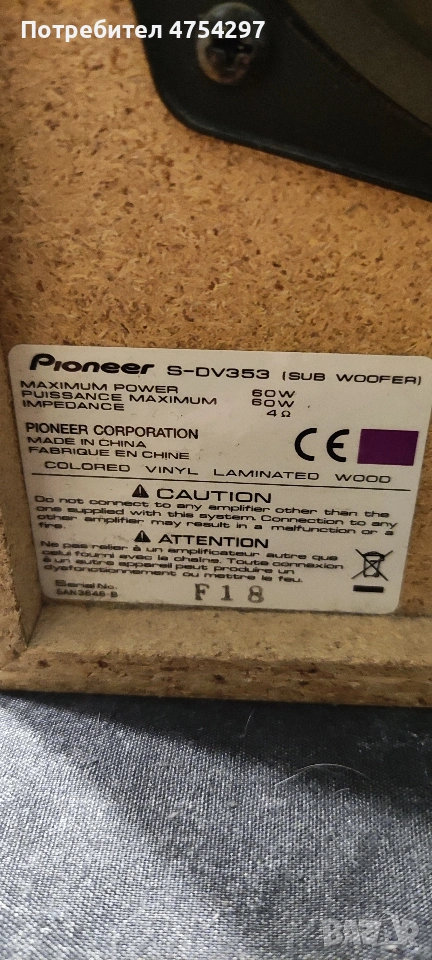 Потребител 4754297
Pioneer S-DV353 (SUB WOOFER)
MAXIMUM POWER 60W
PUISSANCE MAXIMUM 60W
IMPEDANCE 4Ω
PIONEER CORPORATION
MADE IN CHINA
FABRIQUE EN CHINE
CE
COLORED VINYL LAMINATED WOOD
⚠ CAUTION
Do not connect to any amplifier other than the
one supplied with this system. Connection to any
other amplifier may result in a malfunction or a
fire.
⚠ ATTENTION
Ne pas relier à un amplificateur autre que
celui fourni avec la chaîne. Toute connexion
à un autre appareil peut produire un
dysfonctionnement ou mettre le feu.
Serial No.
SAN3646-B
F18
BAZAR